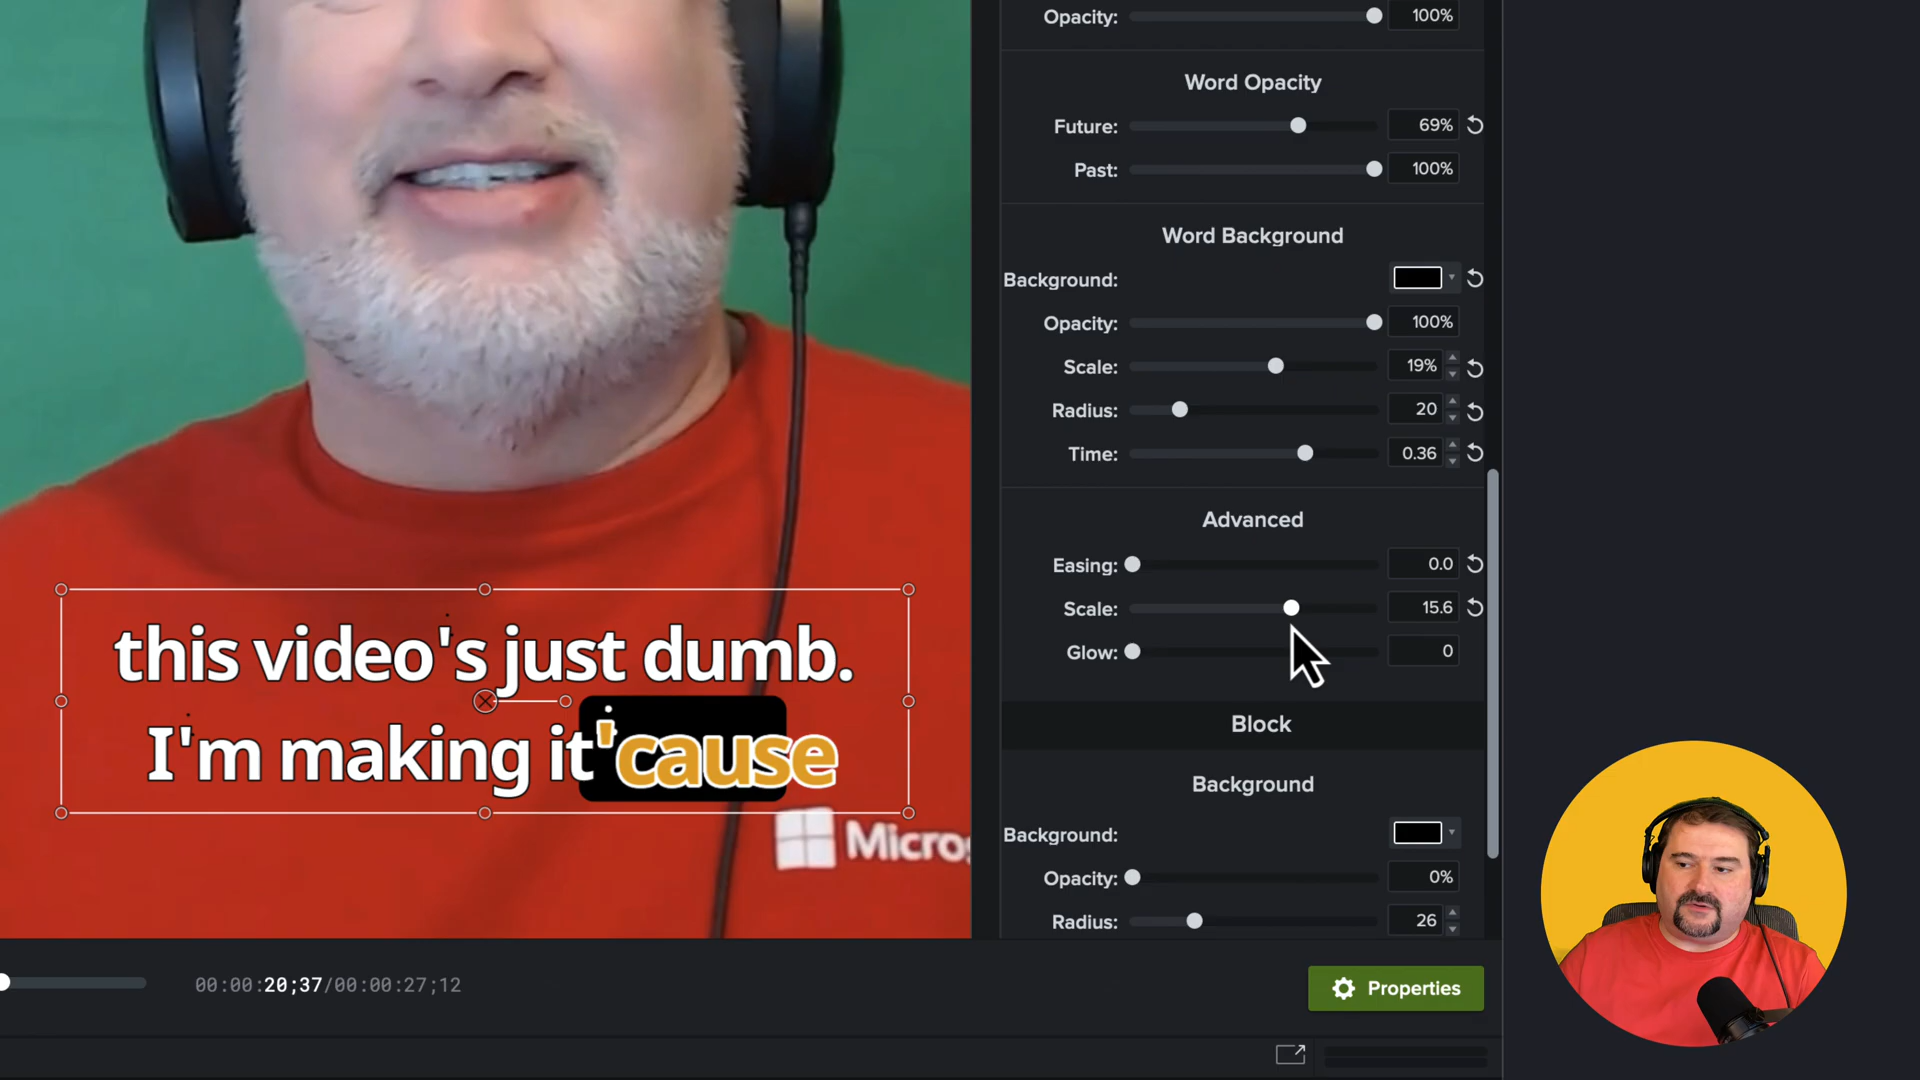 Opacity: 100%
Word Opacity
Future: 69%
Past: 100%
Word Background
Background:
Opacity: 100%
Scale: 19%
Radius: 20
Time: 0.36
Advanced
Easing: 0.0
Scale: 15.6
Glow: 0
Block
Background
Background:
Opacity: 0%
Radius: 26
this video's just dumb.
I'm making it 'cause
Micro
00:00:20;37/00:00:27;12
Properties